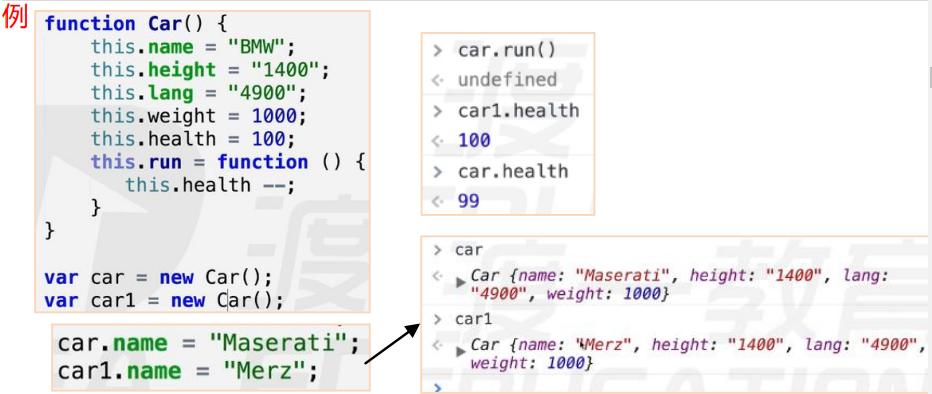 例
function Car() {
this.name = "BMW";
this.height = "1400";
this.lang = "4900";
this.weight = 1000;
this.health = 100;
this.run = function () {
this.health --;
}
}
var car = new Car();
var car1 = new Car();
car.name = "Maserati";
car1.name = "Merz";
> car.run()
< undefined
> car1.health
< 100
> car.health
< 99
> car
< ▶ Car {name: "Maserati", height: "1400", lang:
"4900", weight: 1000}
> car1
< ▶ Car {name: "Merz", height: "1400", lang: "4900",
weight: 1000}
>